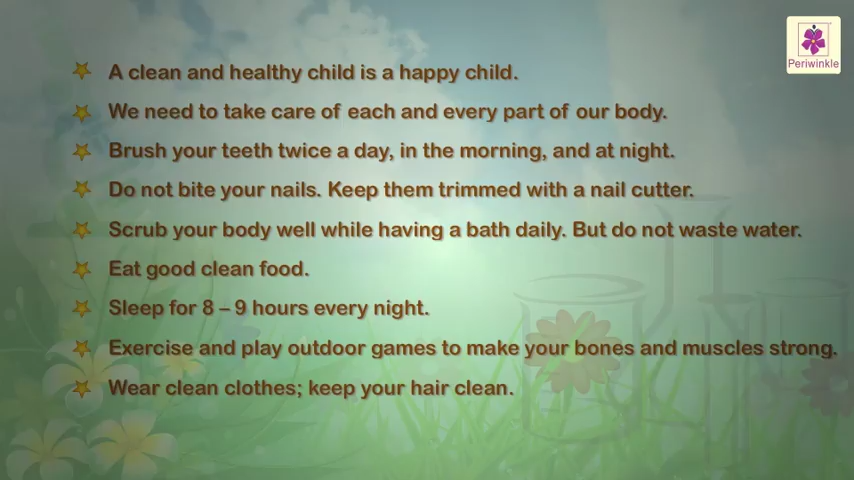 Periwinkle
A clean and healthy child is a happy child.
We need to take care of each and every part of our body.
Brush your teeth twice a day, in the morning, and at night.
Do not bite your nails. Keep them trimmed with a nail cutter.
Scrub your body well while having a bath daily. But do not waste water.
Eat good clean food.
Sleep for 8 – 9 hours every night.
Exercise and play outdoor games to make your bones and muscles strong.
Wear clean clothes; keep your hair clean.